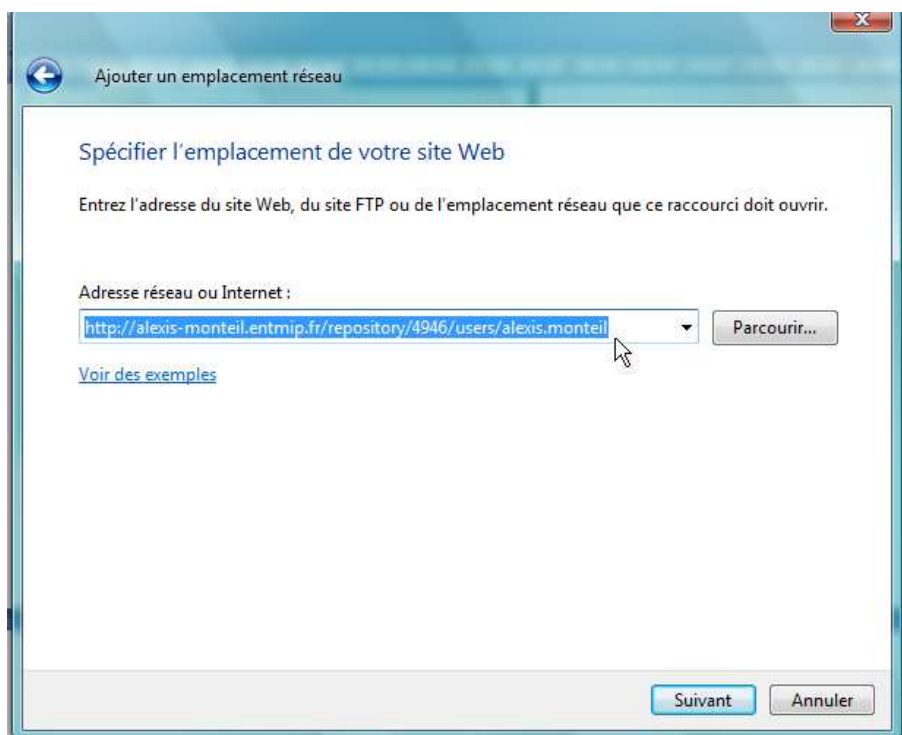 Ajouter un emplacement réseau
Spécifier l'emplacement de votre site Web
Entrez l'adresse du site Web, du site FTP ou de l'emplacement réseau que ce raccourci doit ouvrir.
Adresse réseau ou Internet :
http://alexis-monteil.entmip.fr/repository/4946/users/alexis.monteil
Parcourir...
Voir des exemples
Suivant
Annuler